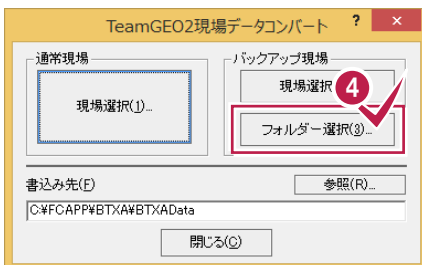 TeamGEO2現場データコンバート ? ×
通常現場
現場選択(1)...
バックアップ現場
現場選択
4
フォルダー選択(3)...
書込み先(F)
参照(R)...
C:¥FCAPP¥BTXA¥BTXAData
閉じる(C)